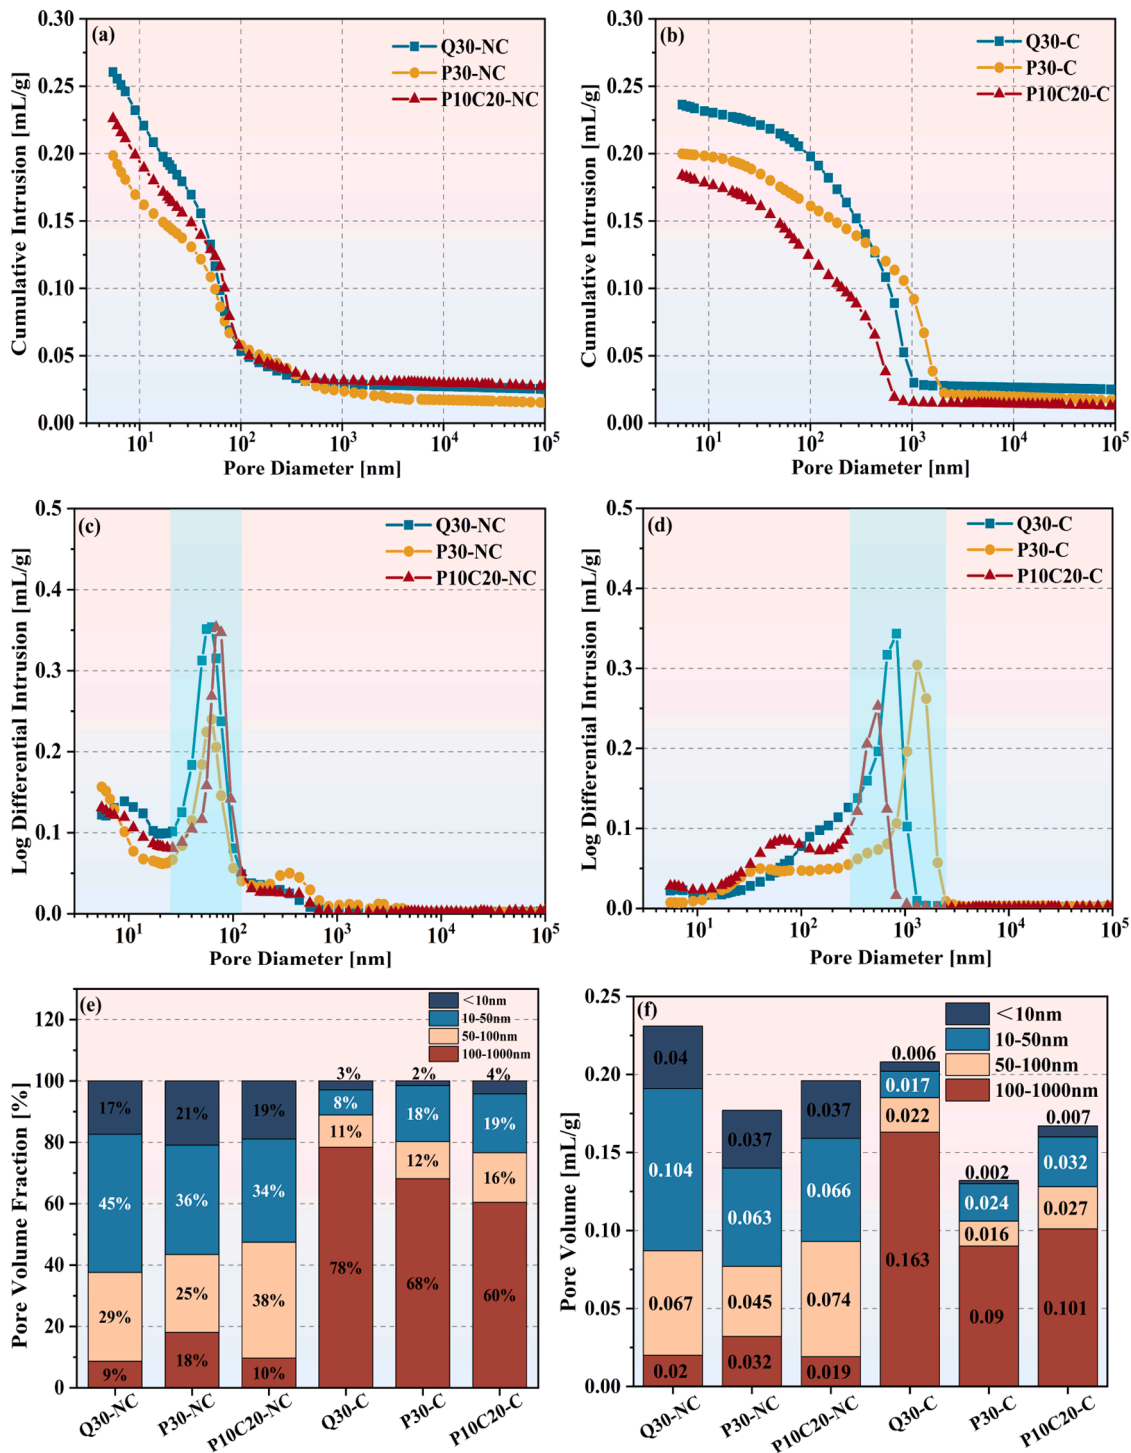 (a)
Q30-NC
P30-NC
P10C20-NC
Cumulative Intrusion [mL/g]
0.30
0.25
0.20
0.15
0.10
0.05
0.00
10¹ 10² 10³ 10⁴ 10⁵
Pore Diameter [nm]
(b)
Q30-C
P30-C
P10C20-C
Cumulative Intrusion [mL/g]
0.30
0.25
0.20
0.15
0.10
0.05
0.00
10¹ 10² 10³ 10⁴ 10⁵
Pore Diameter [nm]
(c)
Q30-NC
P30-NC
P10C20-NC
Log Differential Intrusion [mL/g]
0.5
0.4
0.3
0.2
0.1
0.0
10¹ 10² 10³ 10⁴ 10⁵
Pore Diameter [nm]
(d)
Q30-C
P30-C
P10C20-C
Log Differential Intrusion [mL/g]
0.5
0.4
0.3
0.2
0.1
0.0
10¹ 10² 10³ 10⁴ 10⁵
Pore Diameter [nm]
(e)
<10nm
10-50nm
50-100nm
100-1000nm
Pore Volume Fraction [%]
120
100
80
60
40
20
0
17% 21% 19% 3% 2% 4%
45% 36% 34% 8% 18% 19%
29% 25% 38% 11% 12% 16%
9% 18% 10% 78% 68% 60%
Q30-NC P30-NC P10C20-NC Q30-C P30-C P10C20-C
(f)
<10nm
10-50nm
50-100nm
100-1000nm
Pore Volume [mL/g]
0.25
0.20
0.15
0.10
0.05
0.00
0.04 0.037 0.037 0.006 0.002 0.007
0.104 0.063 0.066 0.017 0.024 0.032
0.067 0.045 0.074 0.022 0.016 0.027
0.02 0.032 0.019 0.163 0.09 0.101
Q30-NC P30-NC P10C20-NC Q30-C P30-C P10C20-C